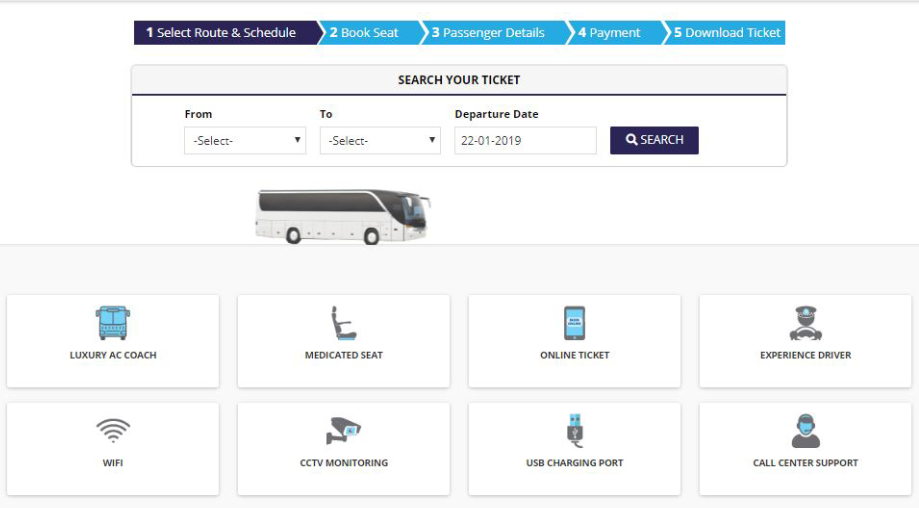 1 Select Route & Schedule 2 Book Seat 3 Passenger Details 4 Payment 5 Download Ticket
SEARCH YOUR TICKET
From To Departure Date
-Select- -Select- 22-01-2019 SEARCH
LUXURY AC COACH MEDICATED SEAT ONLINE TICKET EXPERIENCE DRIVER
WIFI CCTV MONITORING USB CHARGING PORT CALL CENTER SUPPORT